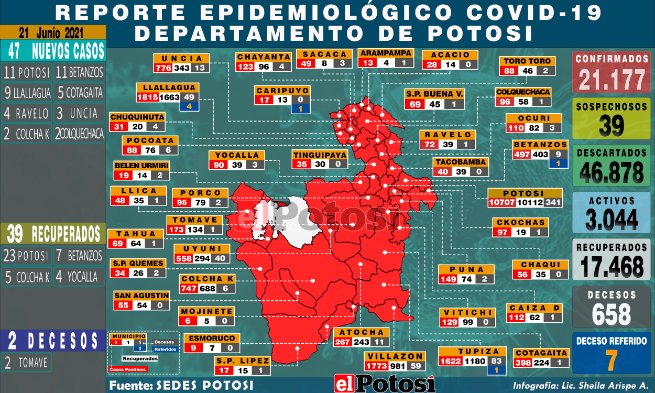 REPORTE EPIDEMIOLÓGICO COVID-19
DEPARTAMENTO DE POTOSI
21 Junio 2021
47 NUEVOS CASOS
11 POTOSI 11 BETANZOS
9 LLALLAGUA 5 COTAGAITA
4 RAVELO 3 UNCIA
2 COLCHA K 2 COLQUECHACA
39 RECUPERADOS
23 POTOSI 7 BETANZOS
5 COLCHA K 4 YOCALLA
2 DECESOS
2 TOMAVE
UNCIA
776 343 13
CHAYANTA
123 96 4
SACACA
49 8 3
ARAMPAMPA
13 4 1
ACACIO
28 14 0
TORO TORO
88 46 2
LLALLAGUA
1815 1663 49
4
CARIPUYO
17 13 0
1
S.P. BUENA V.
69 45 1
COLQUECHACA
96 58 1
CHUQUIHUTA
31 20 4
OCURI
110 82 3
POCOATA
88 76 6
RAVELO
72 39 1
BETANZOS
497 403 9
1
YOCALLA
90 39 3
TINGUIPAYA
35 30 0
TACOBAMBA
40 39 0
BELEN URMIRI
19 14 2
LLICA
48 35 1
PORCO
95 79 2
POTOSI
10707 10112 341
CKOCHAS
97 19 1
TOMAVE
173 134 1
TAHUA
69 64 1
UYUNI
558 294 40
CHAQUI
56 35 0
PUNA
149 74 2
S.P QUEMES
34 26 2
COLCHA K
747 688 6
SAN AGUSTIN
55 54 0
VITICHI
129 99 0
CAIZA D
112 62 1
MOJINETE
6 5 0
ESMORUCO
9 7 0
ATOCHA
267 243 11
S.P. LIPEZ
17 15 1
VILLAZON
1773 981 59
TUPIZA
1622 1180 83
1
COTAGAITA
398 224 1
MUNICIPIO
Decesos
Referidos
Recuperados
Casos Positivos
elPotosí
CONFIRMADOS
21.177
SOSPECHOSOS
39
DESCARTADOS
46.878
ACTIVOS
3.044
RECUPERADOS
17.468
DECESOS
658
DECESO REFERIDO
7
Fuente: SEDES POTOSI
elPotosí
Infografia: Lic. Sheila Arispe A.